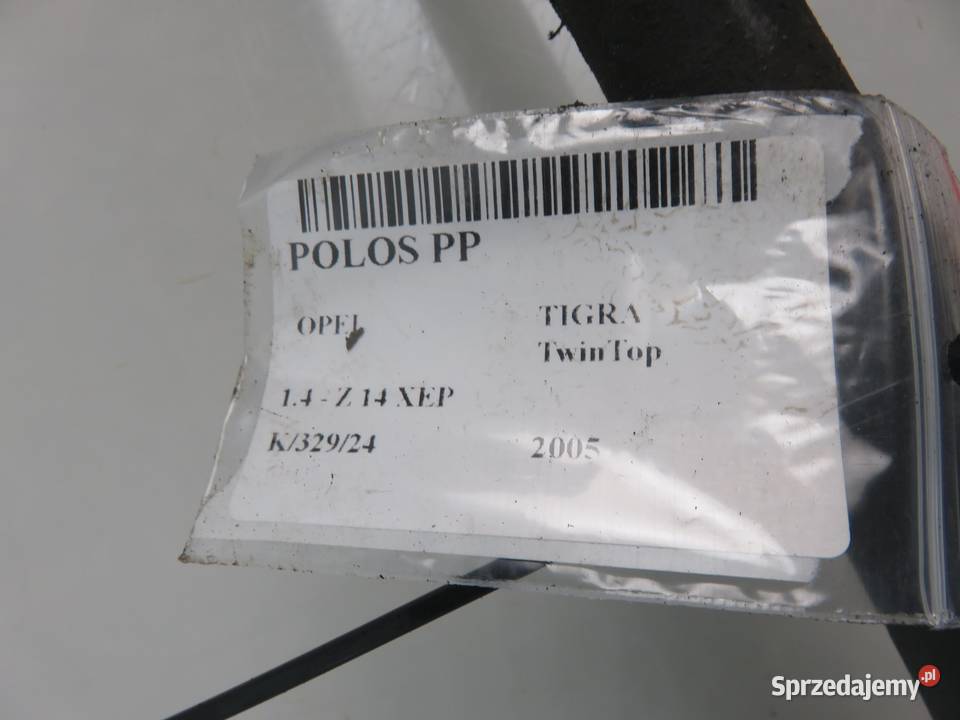 POLOS PP
OPEL TIGRA
TwinTop
1.4 - Z 14 XEP
K/329/24 2005
Sprzedajemy.pl